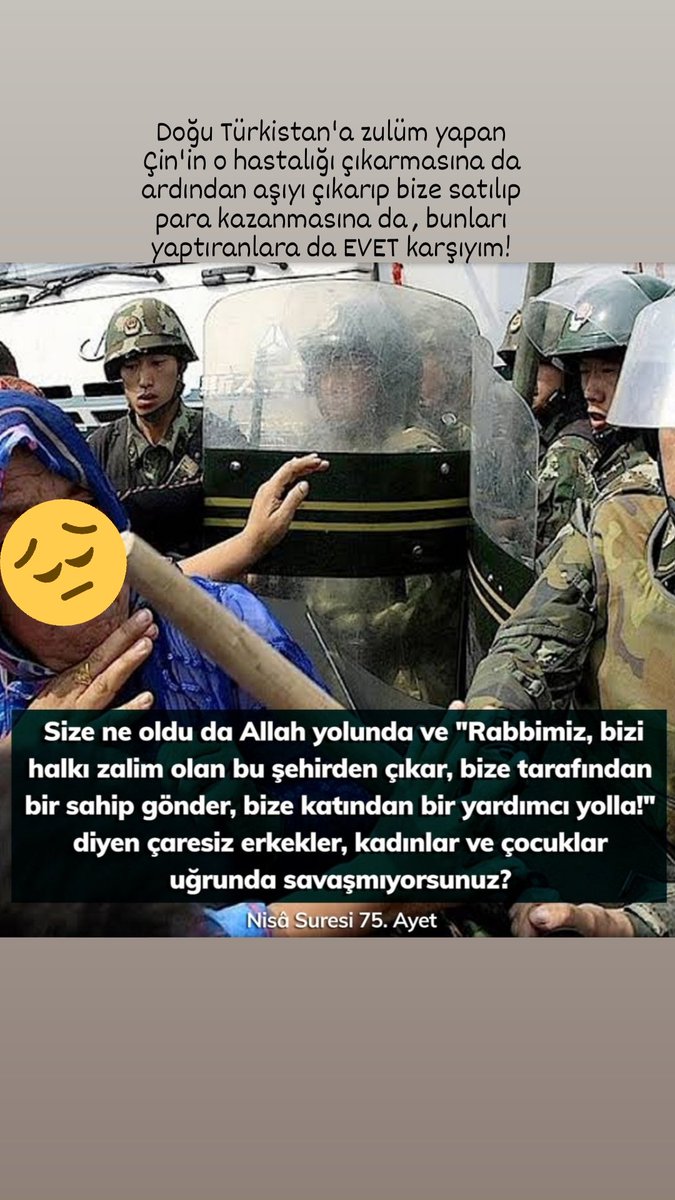 Doğu Türkistan'a zulüm yapan
Çin'in o hastalığı çıkarmasına da
ardından aşıyı çıkarıp bize satılıp
para kazanmasına da , bunları
yaptıranlara da EVET karşıyım!
Size ne oldu da Allah yolunda ve "Rabbimiz, bizi
halkı zalim olan bu şehirden çıkar, bize tarafından
bir sahip gönder, bize katından bir yardımcı yolla!"
diyen çaresiz erkekler, kadınlar ve çocuklar
uğrunda savaşmıyorsunuz?
Nisâ Suresi 75. Ayet